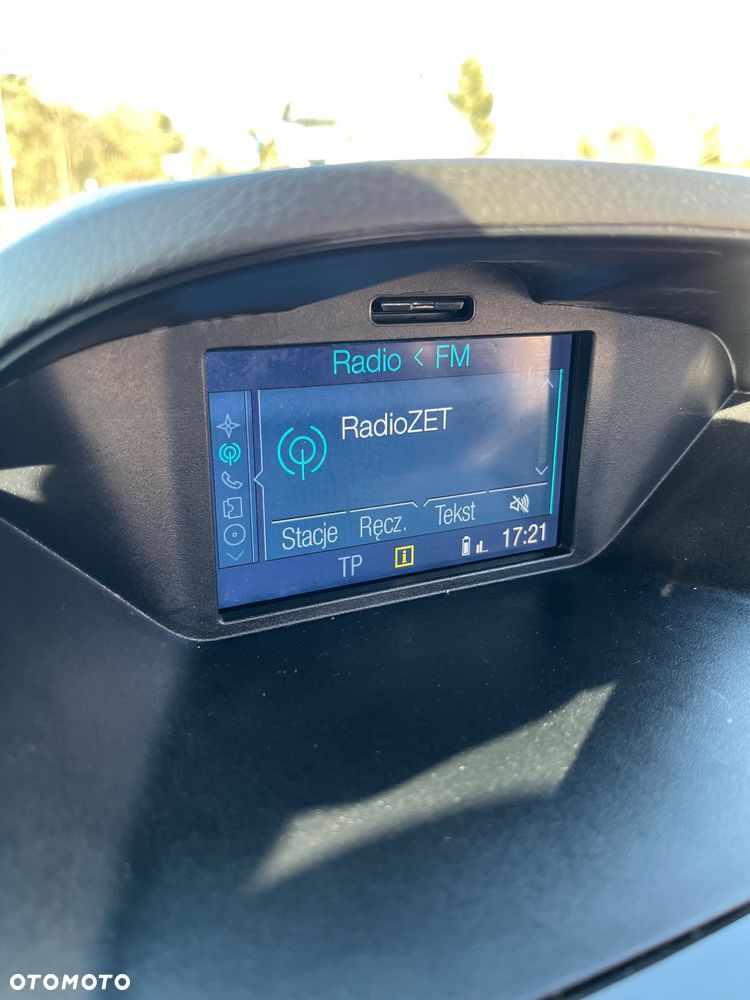 Radio < FM
RadioZET
Stacje Ręcz. Tekst
TP i 17:21
OTOMOTO